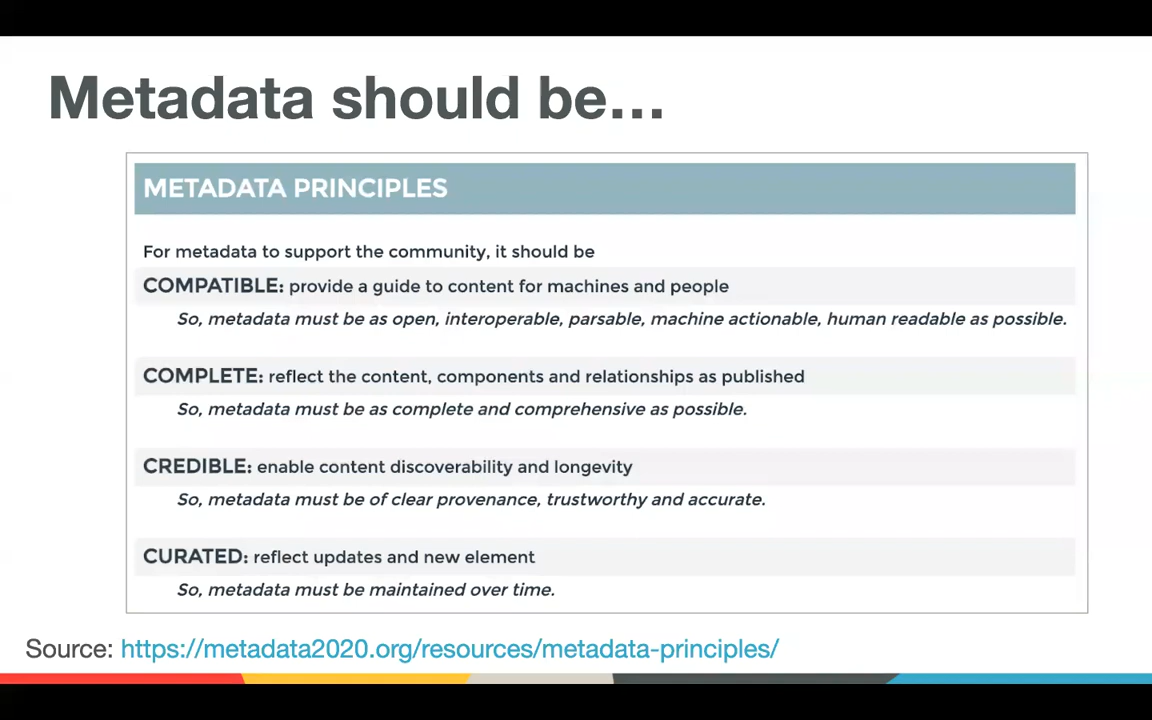 Metadata should be...
METADATA PRINCIPLES
For metadata to support the community, it should be
COMPATIBLE: provide a guide to content for machines and people
So, metadata must be as open, interoperable, parsable, machine actionable, human readable as possible.
COMPLETE: reflect the content, components and relationships as published
So, metadata must be as complete and comprehensive as possible.
CREDIBLE: enable content discoverability and longevity
So, metadata must be of clear provenance, trustworthy and accurate.
CURATED: reflect updates and new element
So, metadata must be maintained over time.
Source: https://metadata2020.org/resources/metadata-principles/